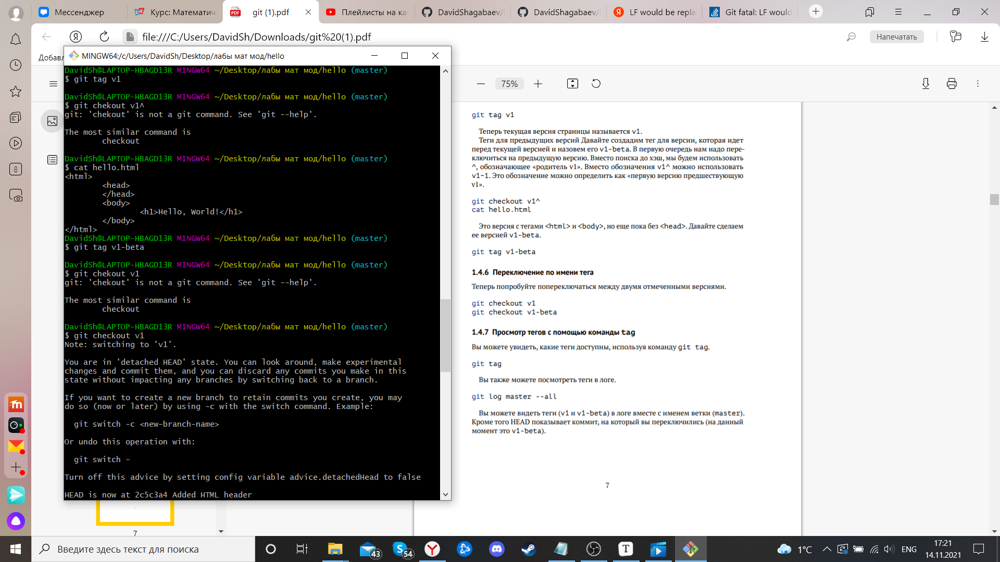 Мессенджер
Курс: Математич
git (1).pdf
Плейлисты на ка
DavidShagabaev/
DavidShagabaev/
LF would be repla
Git fatal: LF would
file:///C:/Users/DavidSh/Downloads/git%20(1).pdf
Напечатать
Добавл
MINGW64:/c/Users/DavidSh/Desktop/лабы мат мод/hello
DavidSh@LAPTOP-HBAGD13R MINGW64 ~/Desktop/лабы мат мод/hello (master)
$ git tag v1
DavidSh@LAPTOP-HBAGD13R MINGW64 ~/Desktop/лабы мат мод/hello (master)
$ git chekout v1^
git: 'chekout' is not a git command. See 'git --help'.
The most similar command is
checkout
DavidSh@LAPTOP-HBAGD13R MINGW64 ~/Desktop/лабы мат мод/hello (master)
$ cat hello.html
<html>
<head>
</head>
<body>
<h1>Hello, World!</h1>
</body>
</html>
DavidSh@LAPTOP-HBAGD13R MINGW64 ~/Desktop/лабы мат мод/hello (master)
$ git tag v1-beta
DavidSh@LAPTOP-HBAGD13R MINGW64 ~/Desktop/лабы мат мод/hello (master)
$ git chekout v1
git: 'chekout' is not a git command. See 'git --help'.
The most similar command is
checkout
DavidSh@LAPTOP-HBAGD13R MINGW64 ~/Desktop/лабы мат мод/hello (master)
$ git checkout v1
Note: switching to 'v1'.
You are in 'detached HEAD' state. You can look around, make experimental
changes and commit them, and you can discard any commits you make in this
state without impacting any branches by switching back to a branch.
If you want to create a new branch to retain commits you create, you may
do so (now or later) by using -c with the switch command. Example:
git switch -c <new-branch-name>
Or undo this operation with:
git switch -
Turn off this advice by setting config variable advice.detachedHead to false
HEAD is now at 2c5c3a4 Added HTML header
75%
git tag v1
Теперь текущая версия страницы называется v1.
Теги для предыдущих версий Давайте создадим тег для версии, которая идет
перед текущей версией и назовем его v1-beta. В первую очередь нам надо пере-
ключиться на предыдущую версию. Вместо поиска до хэш, мы будем использовать
^, обозначающее «родитель v1». Вместо обозначения v1^ можно использовать
v1~1. Это обозначение можно определить как «первую версию предшествующую
v1».
git checkout v1^
cat hello.html
Это версия с тегами <html> и <body>, но еще пока без <head>. Давайте сделаем
ее версией v1-beta.
git tag v1-beta
1.4.6 Переключение по имени тега
Теперь попробуйте попереключаться между двумя отмеченными версиями.
git checkout v1
git checkout v1-beta
1.4.7 Просмотр тегов с помощью команды tag
Вы можете увидеть, какие теги доступны, используя команду git tag.
git tag
Вы также можете посмотреть теги в логе.
git log master --all
Вы можете видеть теги (v1 и v1-beta) в логе вместе с именем ветки (master).
Кроме того HEAD показывает коммит, на который вы переключились (на данный
момент это v1-beta).
7
7
8
Введите здесь текст для поиска
43
54
1°C
ENG
17:21
14.11.2021